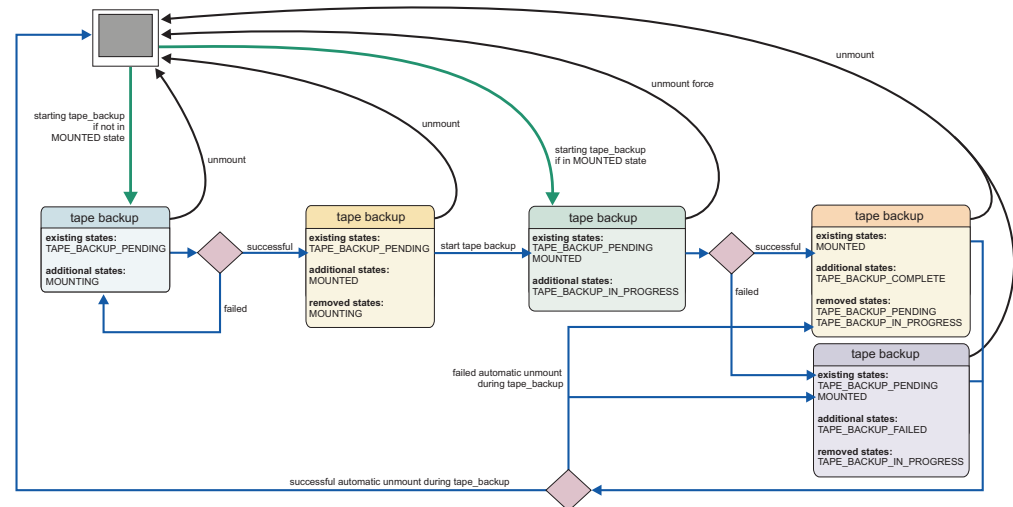 unmount
unmount force
starting tape_backup
if not in
MOUNTED state
unmount
unmount
starting tape_backup
if in MOUNTED state
tape backup
existing states:
TAPE_BACKUP_PENDING
additional states:
MOUNTING
successful
failed
tape backup
existing states:
TAPE_BACKUP_PENDING
additional states:
MOUNTED
removed states:
MOUNTING
start tape backup
tape backup
existing states:
TAPE_BACKUP_PENDING
MOUNTED
additional states:
TAPE_BACKUP_IN_PROGRESS
successful
failed
tape backup
existing states:
MOUNTED
additional states:
TAPE_BACKUP_COMPLETE
removed states:
TAPE_BACKUP_PENDING
TAPE_BACKUP_IN_PROGRESS
failed automatic unmount
during tape_backup
tape backup
existing states:
TAPE_BACKUP_PENDING
MOUNTED
additional states:
TAPE_BACKUP_FAILED
removed states:
TAPE_BACKUP_IN_PROGRESS
successful automatic unmount during tape_backup